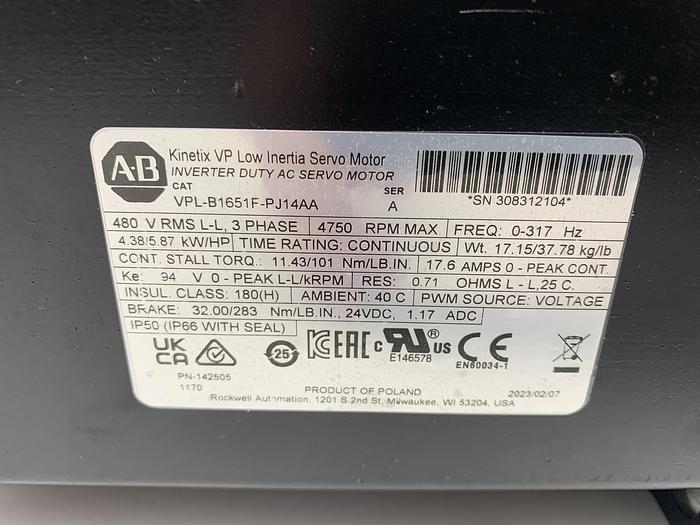 A-B
Kinetix VP Low Inertia Servo Motor
INVERTER DUTY AC SERVO MOTOR
CAT SER
VPL-B1651F-PJ14AA A
*SN 308312104*
480 V RMS L-L, 3 PHASE 4750 RPM MAX FREQ: 0-317 Hz
4.38/5.87 kW/HP TIME RATING: CONTINUOUS Wt. 17.15/37.78 kg/lb
CONT. STALL TORQ.: 11.43/101 Nm/LB.IN. 17.6 AMPS 0 - PEAK CONT.
Ke: 94 V 0 - PEAK L-L/kRPM RES: 0.71 OHMS L - L,25 C.
INSUL. CLASS: 180(H) AMBIENT: 40 C PWM SOURCE: VOLTAGE
BRAKE: 32.00/283 Nm/LB.IN., 24VDC, 1.17 ADC
IP50 (IP66 WITH SEAL)
UK CA 25 EAC c RU US ® CE
E146578 EN60034-1
PN-142505
1170
PRODUCT OF POLAND 2023/02/07
Rockwell Automation, 1201 S 2nd St, Milwaukee, WI 53204, USA